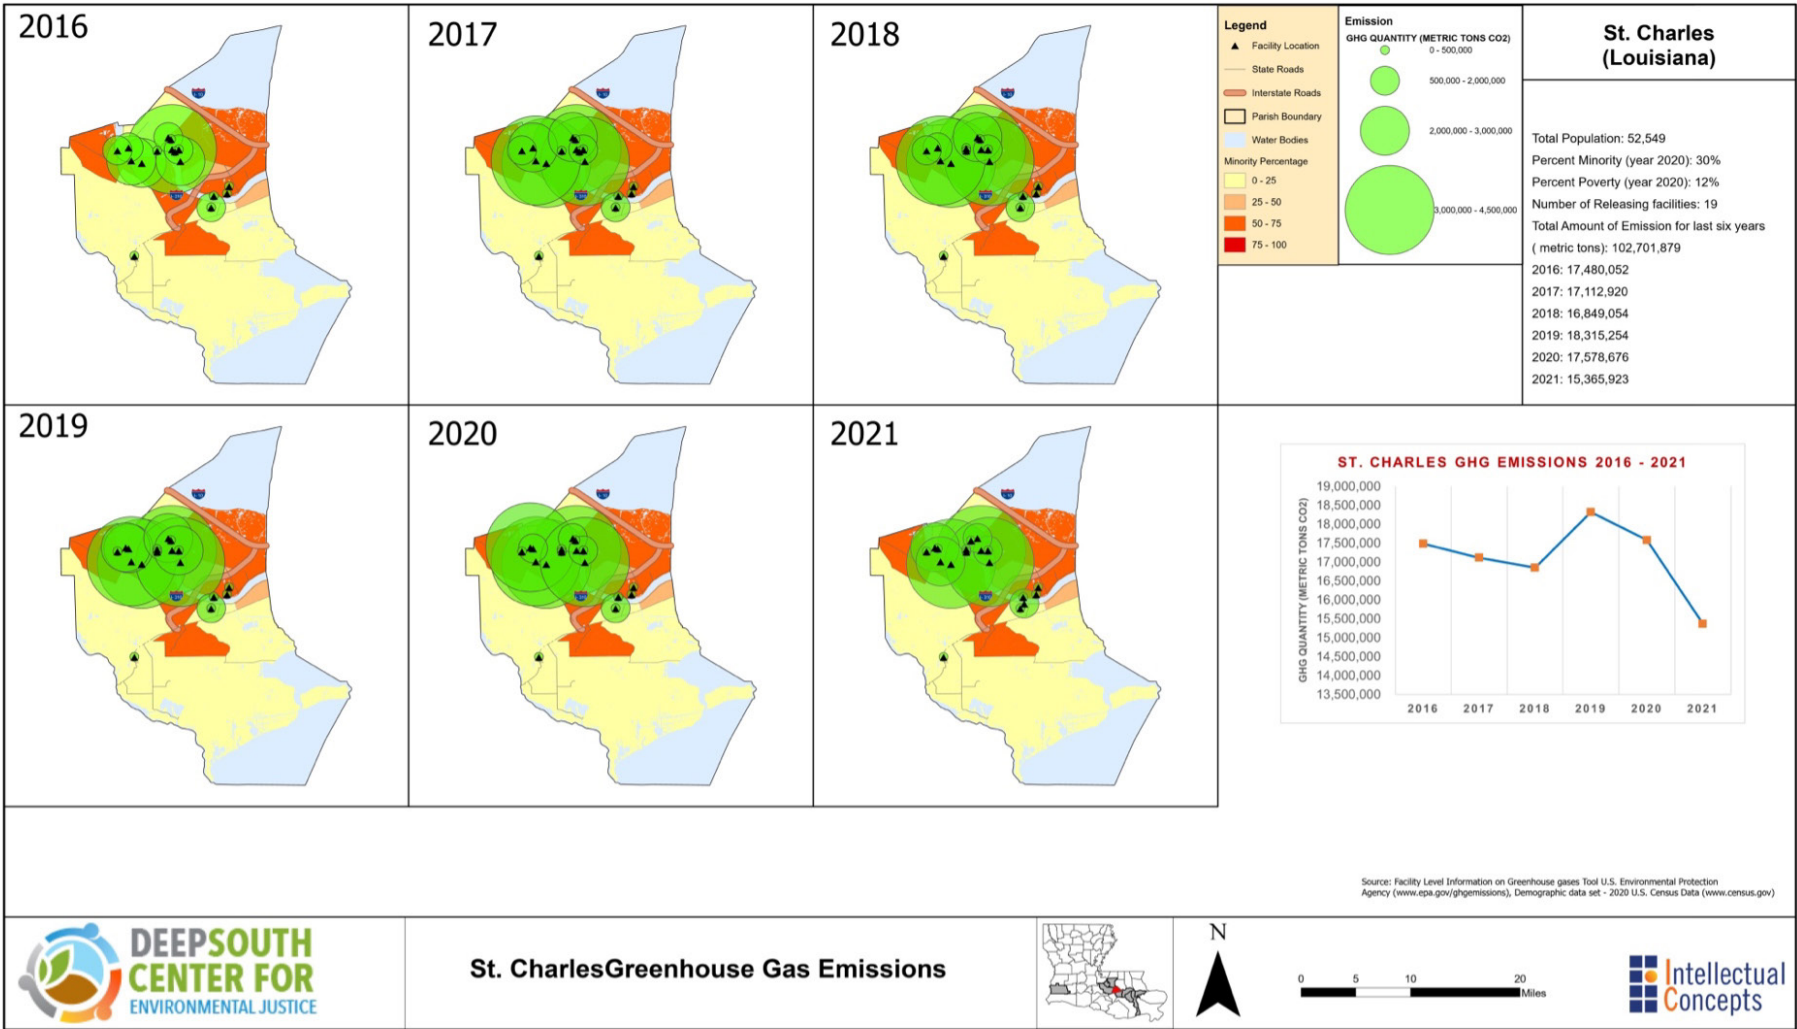 2016
2017
2018
Legend
Facility Location
State Roads
Interstate Roads
Parish Boundary
Water Bodies
Minority Percentage
0 - 25
25 - 50
50 - 75
75 - 100
Emission
GHG QUANTITY (METRIC TONS CO2)
0 - 500,000
500,000 - 2,000,000
2,000,000 - 3,000,000
3,000,000 - 4,500,000
St. Charles
(Louisiana)
Total Population: 52,549
Percent Minority (year 2020): 30%
Percent Poverty (year 2020): 12%
Number of Releasing facilities: 19
Total Amount of Emission for last six years
( metric tons): 102,701,879
2016: 17,480,052
2017: 17,112,920
2018: 16,849,054
2019: 18,315,254
2020: 17,578,676
2021: 15,365,923
2019
2020
2021
ST. CHARLES GHG EMISSIONS 2016 - 2021
GHG QUANTITY (METRIC TONS CO2)
19,000,000
18,500,000
18,000,000
17,500,000
17,000,000
16,500,000
16,000,000
15,500,000
15,000,000
14,500,000
14,000,000
13,500,000
2016 2017 2018 2019 2020 2021
Source: Facility Level Information on Greenhouse gases Tool U.S. Environmental Protection
Agency (www.epa.gov/ghgemissions), Demographic data set - 2020 U.S. Census Data (www.census.gov)
DEEPSOUTH
CENTER FOR
ENVIRONMENTAL JUSTICE
St. CharlesGreenhouse Gas Emissions
N
0 5 10 20
Miles
Intellectual
Concepts